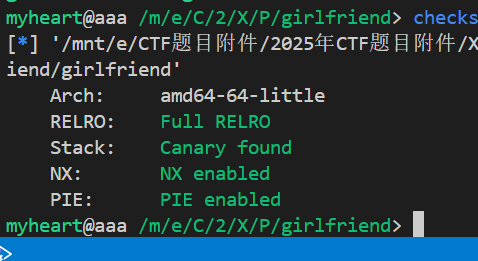 myheart@aaa /m/e/C/2/X/P/girlfriend> checks
[*] '/mnt/e/CTF题目附件/2025年CTF题目附件/X
iend/girlfriend'
Arch:     amd64-64-little
RELRO:    Full RELRO
Stack:    Canary found
NX:       NX enabled
PIE:      PIE enabled
myheart@aaa /m/e/C/2/X/P/girlfriend>